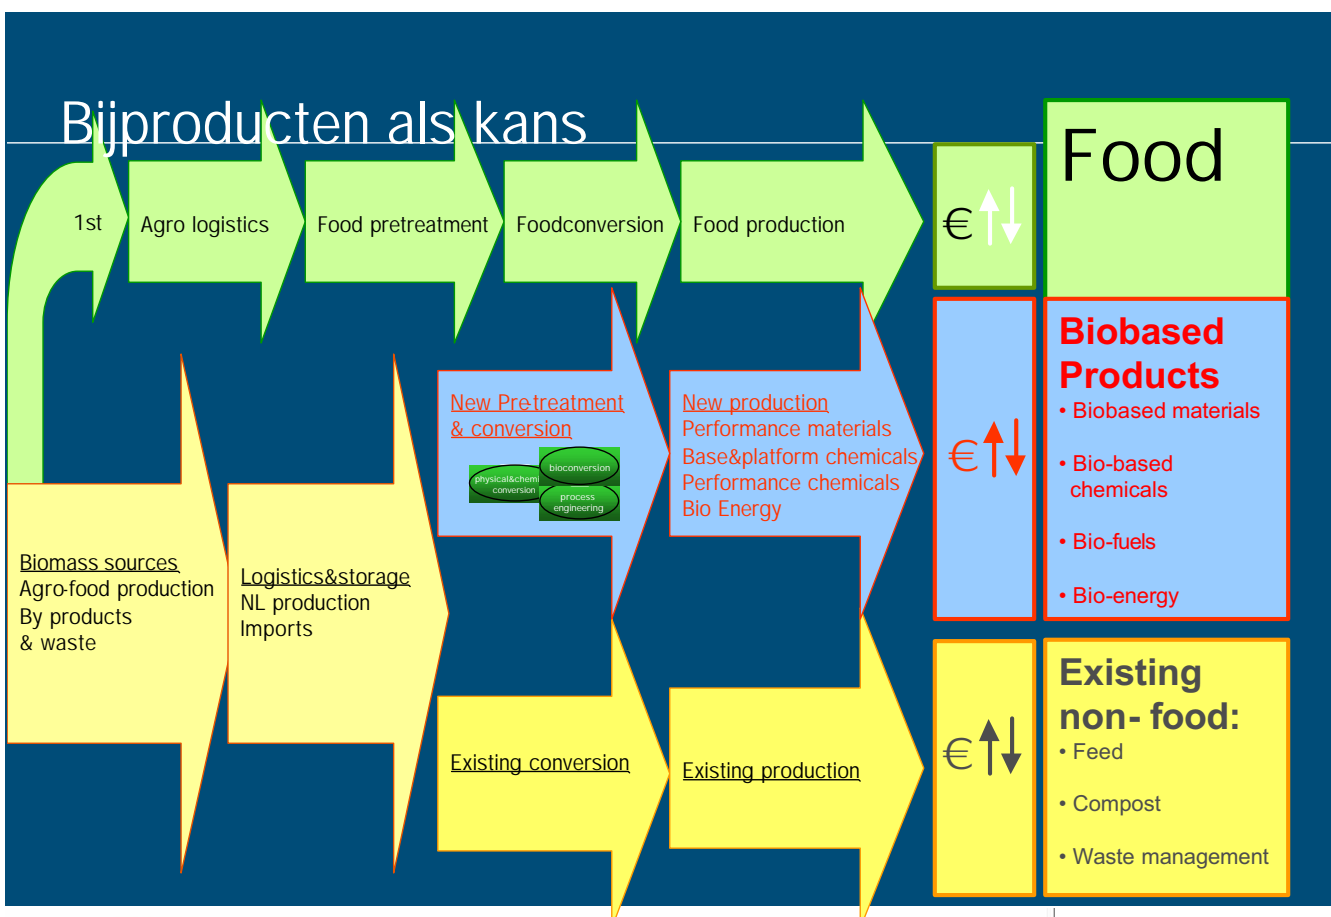 Bijproducten als kans
1st
Agro logistics
Food pretreatment
Foodconversion
Food production
€
Food
Biomass sources
Agro-food production
By products
& waste
Logistics&storage
NL production
Imports
New Pre-treatment
& conversion
bioconversion
physical&chemi
conversion
process
engineering
New production
Performance materials
Base&platform chemicals
Performance chemicals
Bio Energy
€
Biobased
Products
• Biobased materials
• Bio-based
chemicals
• Bio-fuels
• Bio-energy
Existing conversion
Existing production
€
Existing
non- food:
• Feed
• Compost
• Waste management